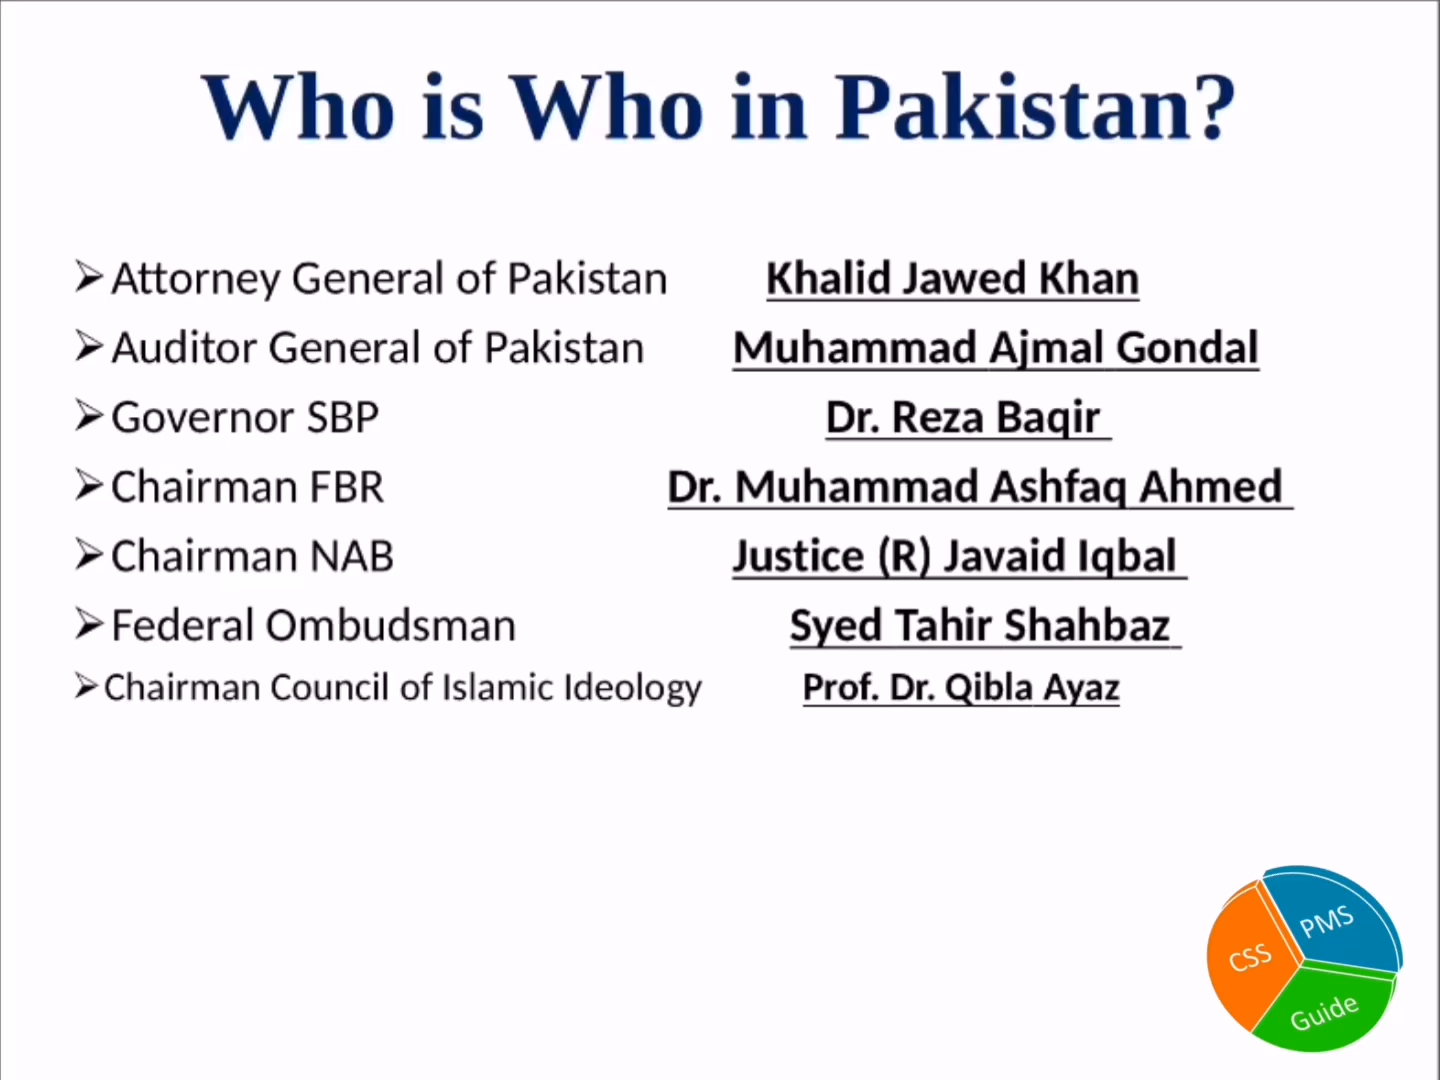 Who is Who in Pakistan?
➢Attorney General of Pakistan Khalid Jawed Khan
➢Auditor General of Pakistan Muhammad Ajmal Gondal
➢Governor SBP Dr. Reza Baqir
➢Chairman FBR Dr. Muhammad Ashfaq Ahmed
➢Chairman NAB Justice (R) Javaid Iqbal
➢Federal Ombudsman Syed Tahir Shahbaz
➢Chairman Council of Islamic Ideology Prof. Dr. Qibla Ayaz
PMS
CSS
Guide